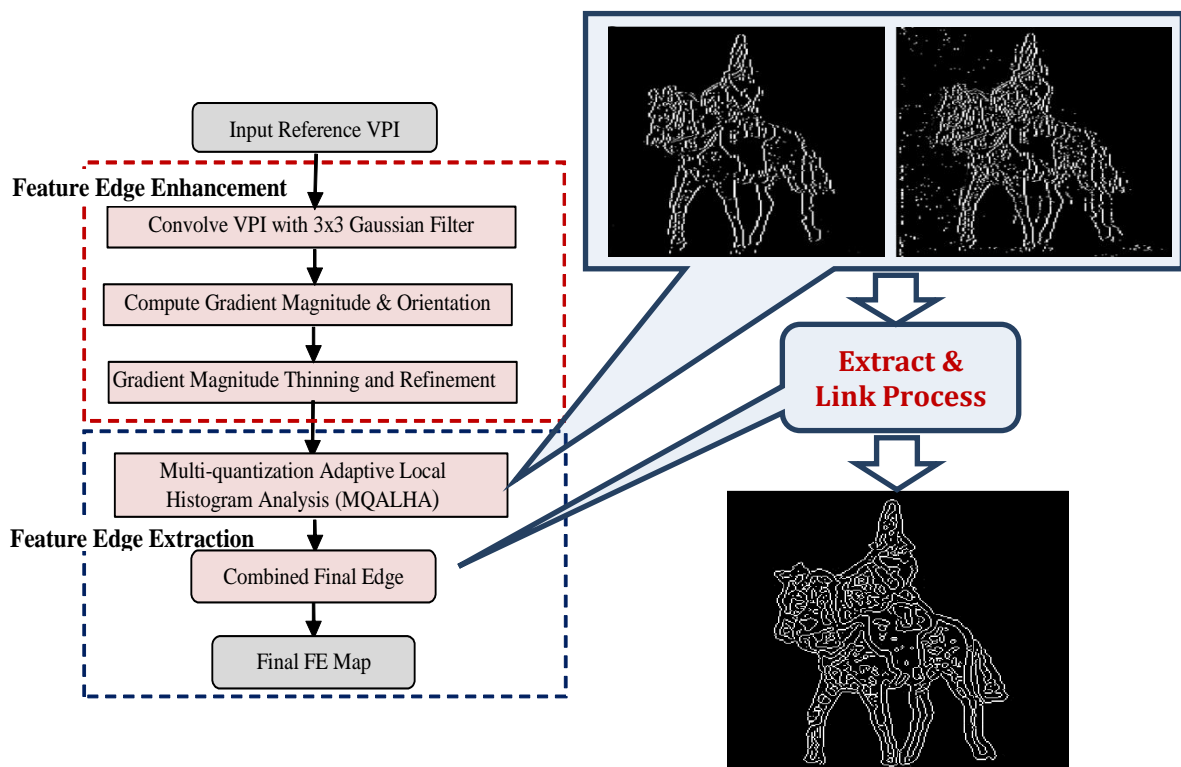 Input Reference VPI
Feature Edge Enhancement
Convolve VPI with 3x3 Gaussian Filter
Compute Gradient Magnitude & Orientation
Gradient Magnitude Thinning and Refinement
Multi-quantization Adaptive Local
Histogram Analysis (MQALHA)
Feature Edge Extraction
Combined Final Edge
Final FE Map
Extract &
Link Process